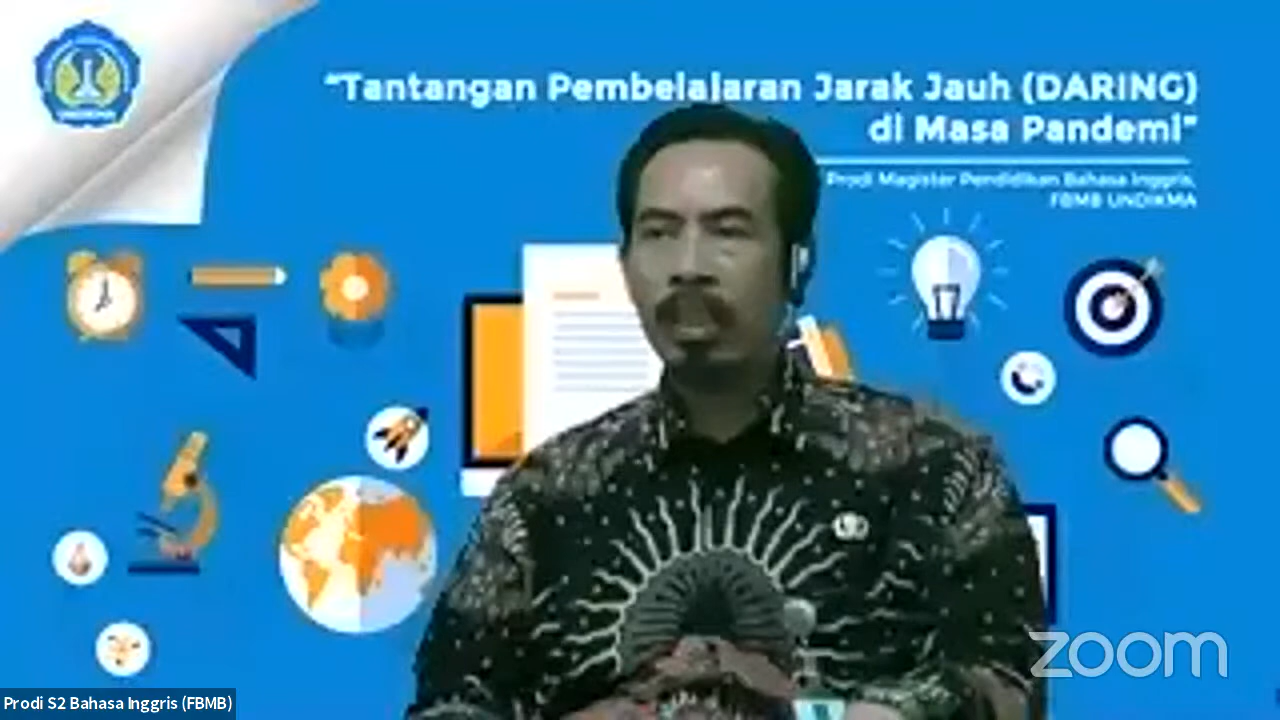 "Tantangan Pembelajaran Jarak Jauh (DARING)
di Masa Pandemi"
Prodi Magister Pendidikan Bahasa Inggris,
FBMB UNDIKMA
UNDIKMA
zoom
Prodi S2 Bahasa Inggris (FBMB)